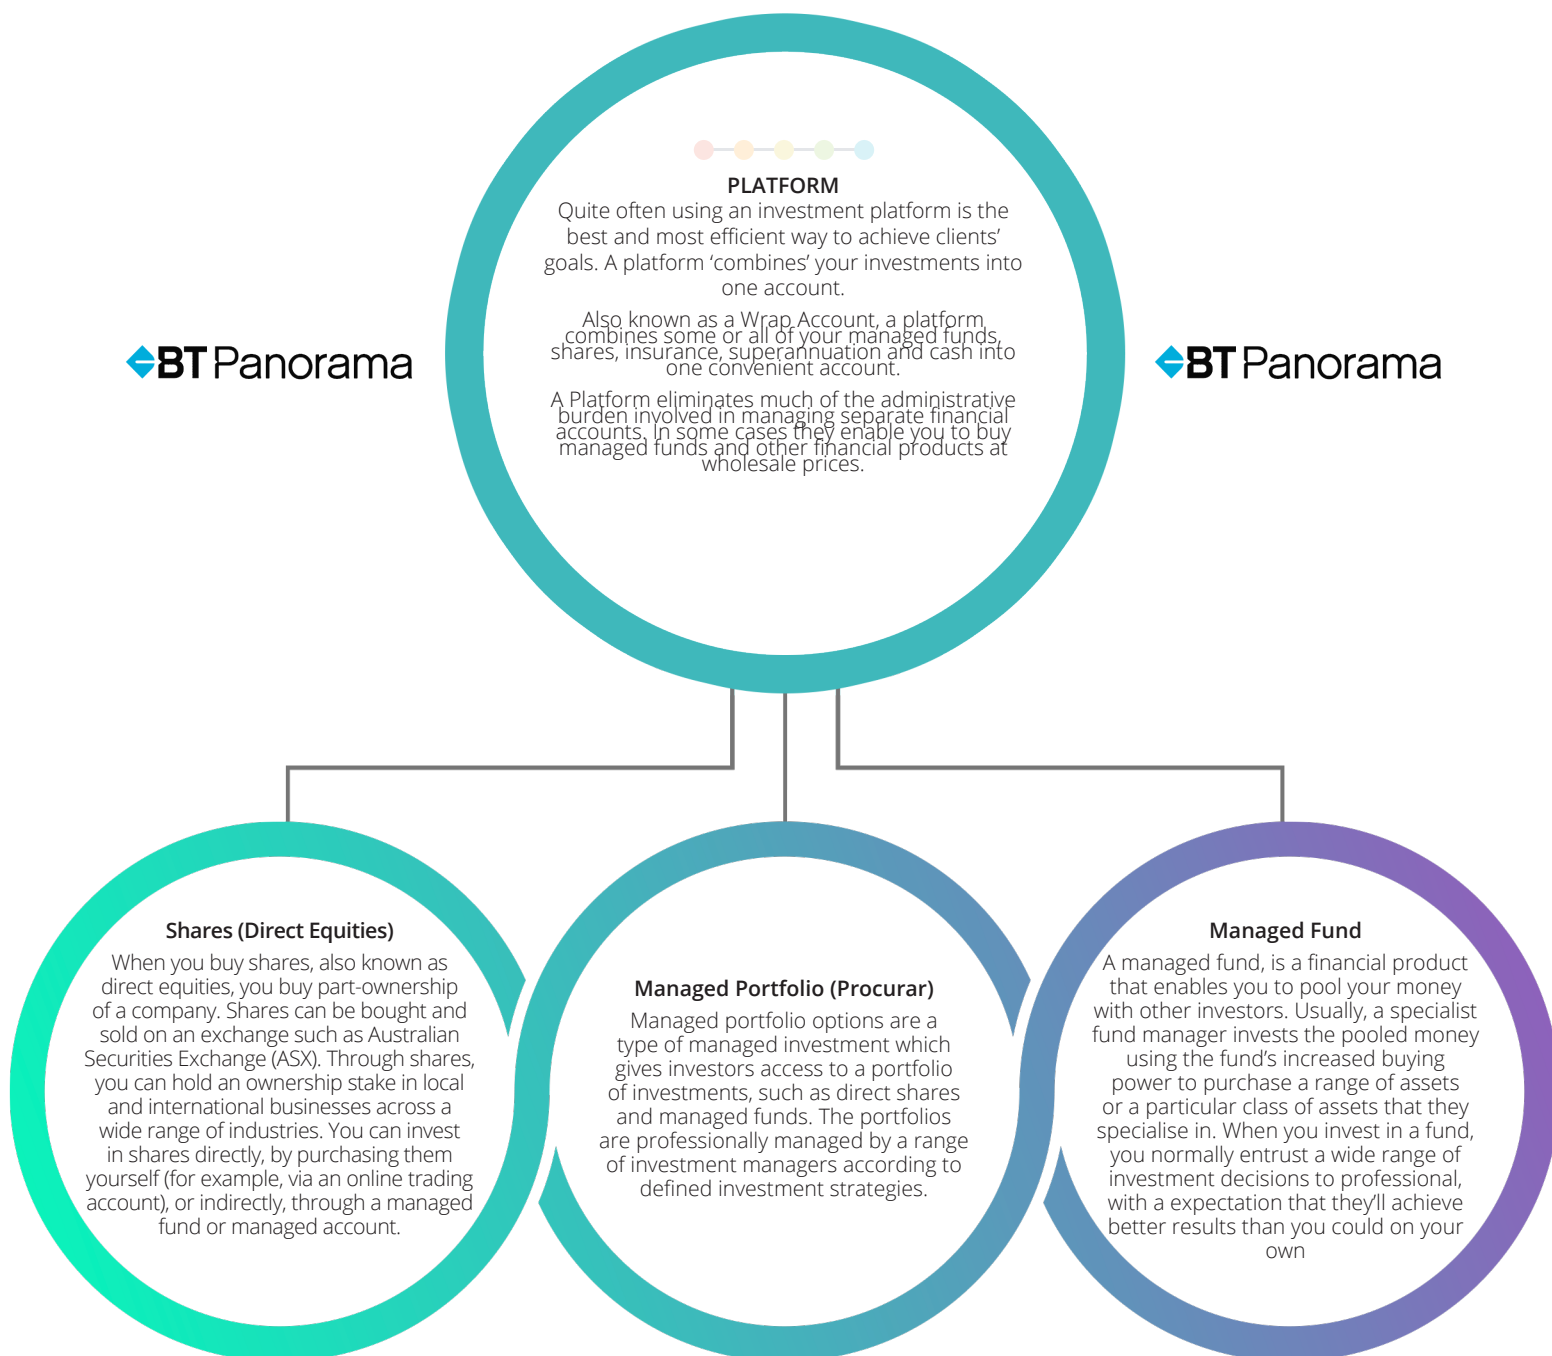 PLATFORM
Quite often using an investment platform is the
best and most efficient way to achieve clients’
goals. A platform ‘combines’ your investments into
one account.
Also known as a Wrap Account, a platform
combines some or all of your managed funds,
shares, insurance, superannuation and cash into
one convenient account.
A Platform eliminates much of the administrative
burden involved in managing separate financial
accounts. In some cases they enable you to buy
managed funds and other financial products at
wholesale prices.
BT Panorama
BT Panorama
Shares (Direct Equities)
When you buy shares, also known as
direct equities, you buy part-ownership
of a company. Shares can be bought and
sold on an exchange such as Australian
Securities Exchange (ASX). Through shares,
you can hold an ownership stake in local
and international businesses across a
wide range of industries. You can invest
in shares directly, by purchasing them
yourself (for example, via an online trading
account), or indirectly, through a managed
fund or managed account.
Managed Portfolio (Procurar)
Managed portfolio options are a
type of managed investment which
gives investors access to a portfolio
of investments, such as direct shares
and managed funds. The portfolios
are professionally managed by a range
of investment managers according to
defined investment strategies.
Managed Fund
A managed fund, is a financial product
that enables you to pool your money
with other investors. Usually, a specialist
fund manager invests the pooled money
using the fund’s increased buying
power to purchase a range of assets
or a particular class of assets that they
specialise in. When you invest in a fund,
you normally entrust a wide range of
investment decisions to professional,
with a expectation that they’ll achieve
better results than you could on your
own